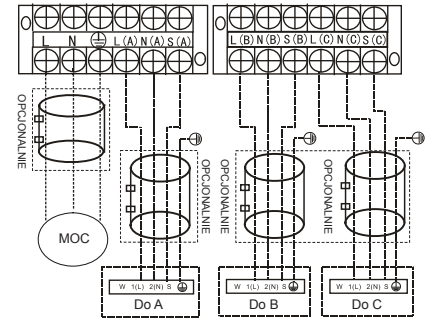 L N L(A) N(A) S(A)
L(B) N(B) S(B) L(C) N(C) S(C)
OPCJONALNIE
OPCJONALNIE
OPCJONALNIE
OPCJONALNIE
MOC
W 1(L) 2(N) S
Do A
W 1(L) 2(N) S
Do B
W 1(L) 2(N) S
Do C